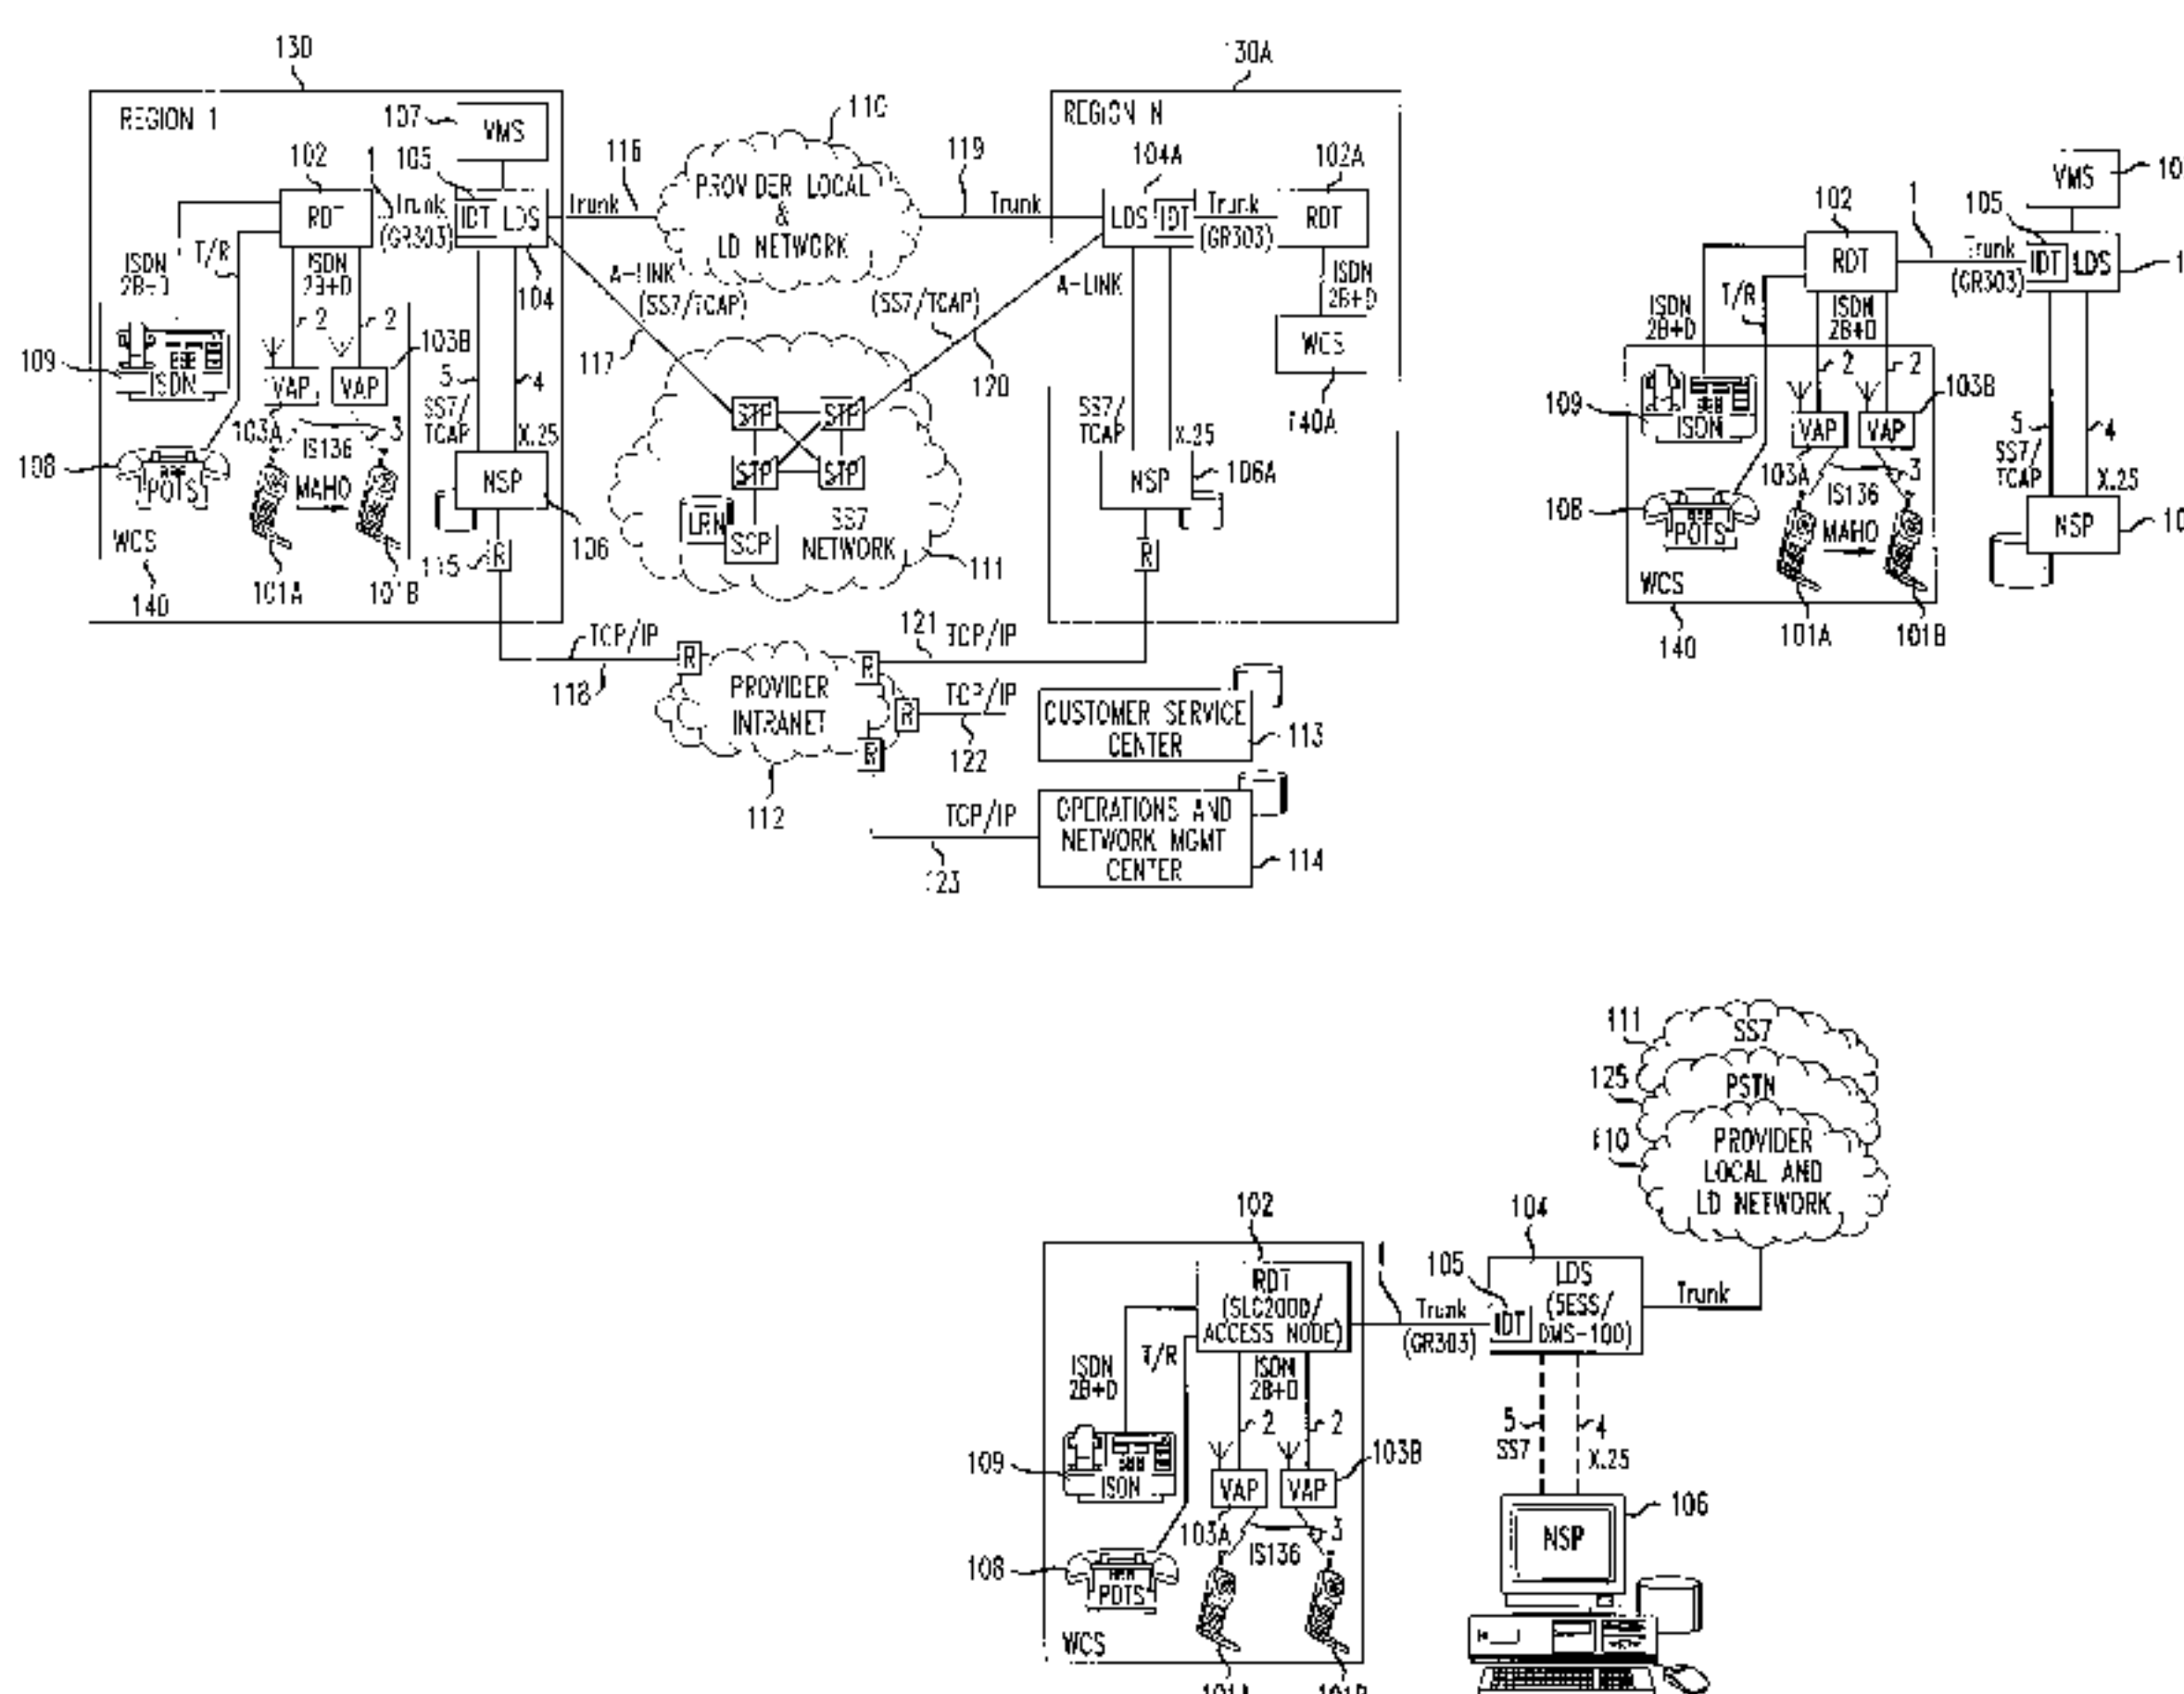 130
REGION 1
107
VMS
102
1
105
RDT
Trunk
(GR303)
IDT
LDS
104
T/R
ISDN
2B+D
ISDN
2B+D
2
2
109
ISDN
VAP
VAP
103B
103A
3
IS136
108
POTS
MAHO
WCS
140
101A
101B
5
4
SS7/
TCAP
X.25
NSP
106
115
R
116
Trunk
110
PROVIDER LOCAL
&
LD NETWORK
119
Trunk
A-LINK
(SS7/TCAP)
117
(SS7/TCAP)
A-LINK
120
STP
STP
STP
STP
LRN
SCP
SS7
NETWORK
111
130A
REGION N
104A
102A
LDS
IDT
Trunk
(GR303)
RDT
ISDN
2B+D
WCS
140A
SS7/
TCAP
X.25
NSP
106A
R
TCP/IP
118
R
PROVIDER
INTRANET
112
R
R
R
121
TCP/IP
TCP/IP
122
CUSTOMER SERVICE
CENTER
113
TCP/IP
123
OPERATIONS AND
NETWORK MGMT
CENTER
114
VMS
102
1
105
RDT
Trunk
(GR303)
IDT
LDS
ISDN
2B+D
T/R
ISDN
2B+D
2
2
109
ISDN
VAP
VAP
103B
103A
3
IS136
108
POTS
MAHO
WCS
140
101A
101B
5
4
SS7/
TCAP
X.25
NSP
111
SS7
125
PSTN
110
PROVIDER
LOCAL AND
LD NETWORK
102
RDT
(SLC2000/
ACCESS NODE)
1
Trunk
(GR303)
105
104
LDS
(5ESS/
DMS-100)
IDT
Trunk
ISDN
2B+D
T/R
ISDN
2B+D
2
2
109
ISDN
VAP
VAP
103B
103A
3
IS136
108
POTS
WCS
101A
101B
5
SS7
4
X.25
NSP
106